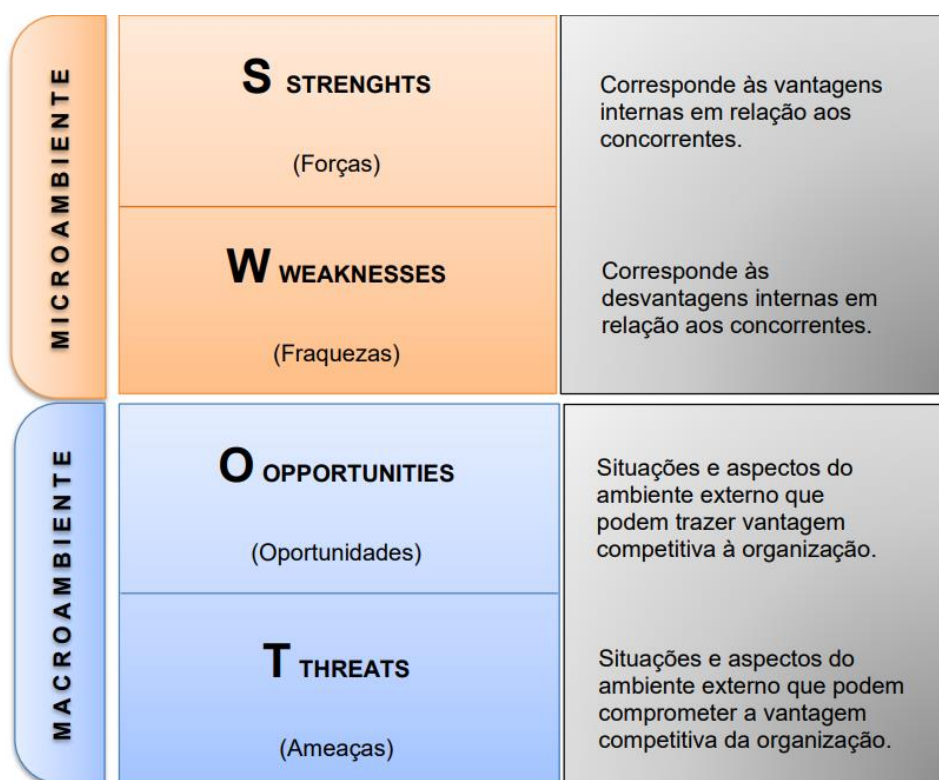 MICROAMBIENTE
S STRENGHTS
(Forças)
Corresponde às vantagens
internas em relação aos
concorrentes.
W WEAKNESSES
(Fraquezas)
Corresponde às
desvantagens internas em
relação aos concorrentes.
MACROAMBIENTE
O OPPORTUNITIES
(Oportunidades)
Situações e aspectos do
ambiente externo que
podem trazer vantagem
competitiva à organização.
T THREATS
(Ameaças)
Situações e aspectos do
ambiente externo que podem
comprometer a vantagem
competitiva da organização.